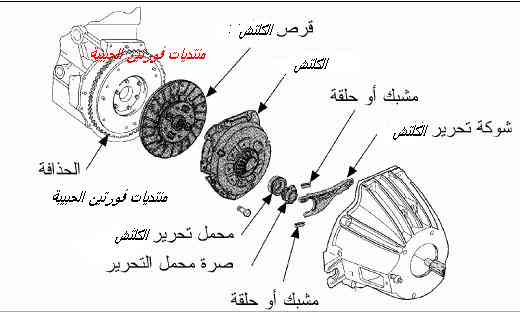 قرص الكلتش :
منتديات فورتين الحبيبة
الكلتش
مشبك أو حلقة
شوكة تحرير الكلتش
الحذافة
منتديات فورتين الحبيبة
محمل تحرير الكلتش
صرة محمل التحرير
مشبك أو حلقة